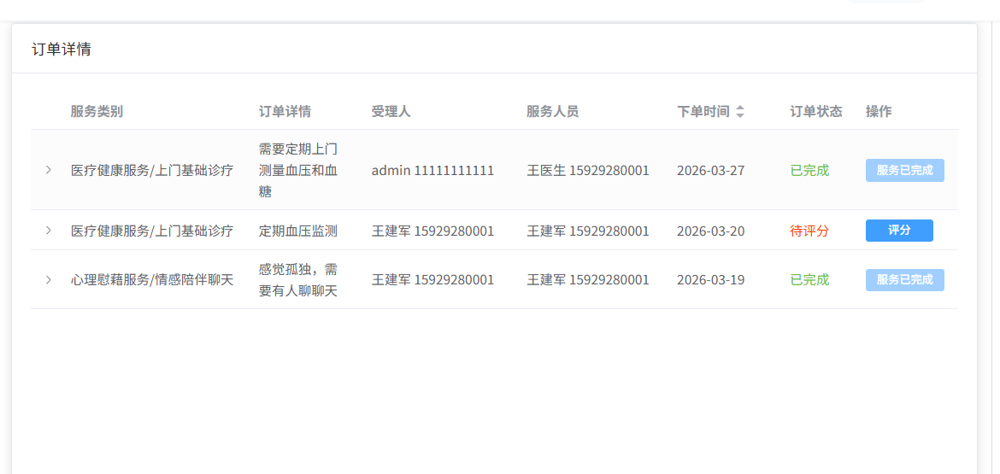 订单详情
服务类别 订单详情 受理人 服务人员 下单时间 订单状态 操作
医疗健康服务/上门基础诊疗 需要定期上门
测量血压和血
糖 admin 11111111111 王医生 15929280001 2026-03-27 已完成 服务已完成
医疗健康服务/上门基础诊疗 定期血压监测 王建军 15929280001 王建军 15929280001 2026-03-20 待评分 评分
心理慰藉服务/情感陪伴聊天 感觉孤独，需
要有人聊聊天 王建军 15929280001 王建军 15929280001 2026-03-19 已完成 服务已完成